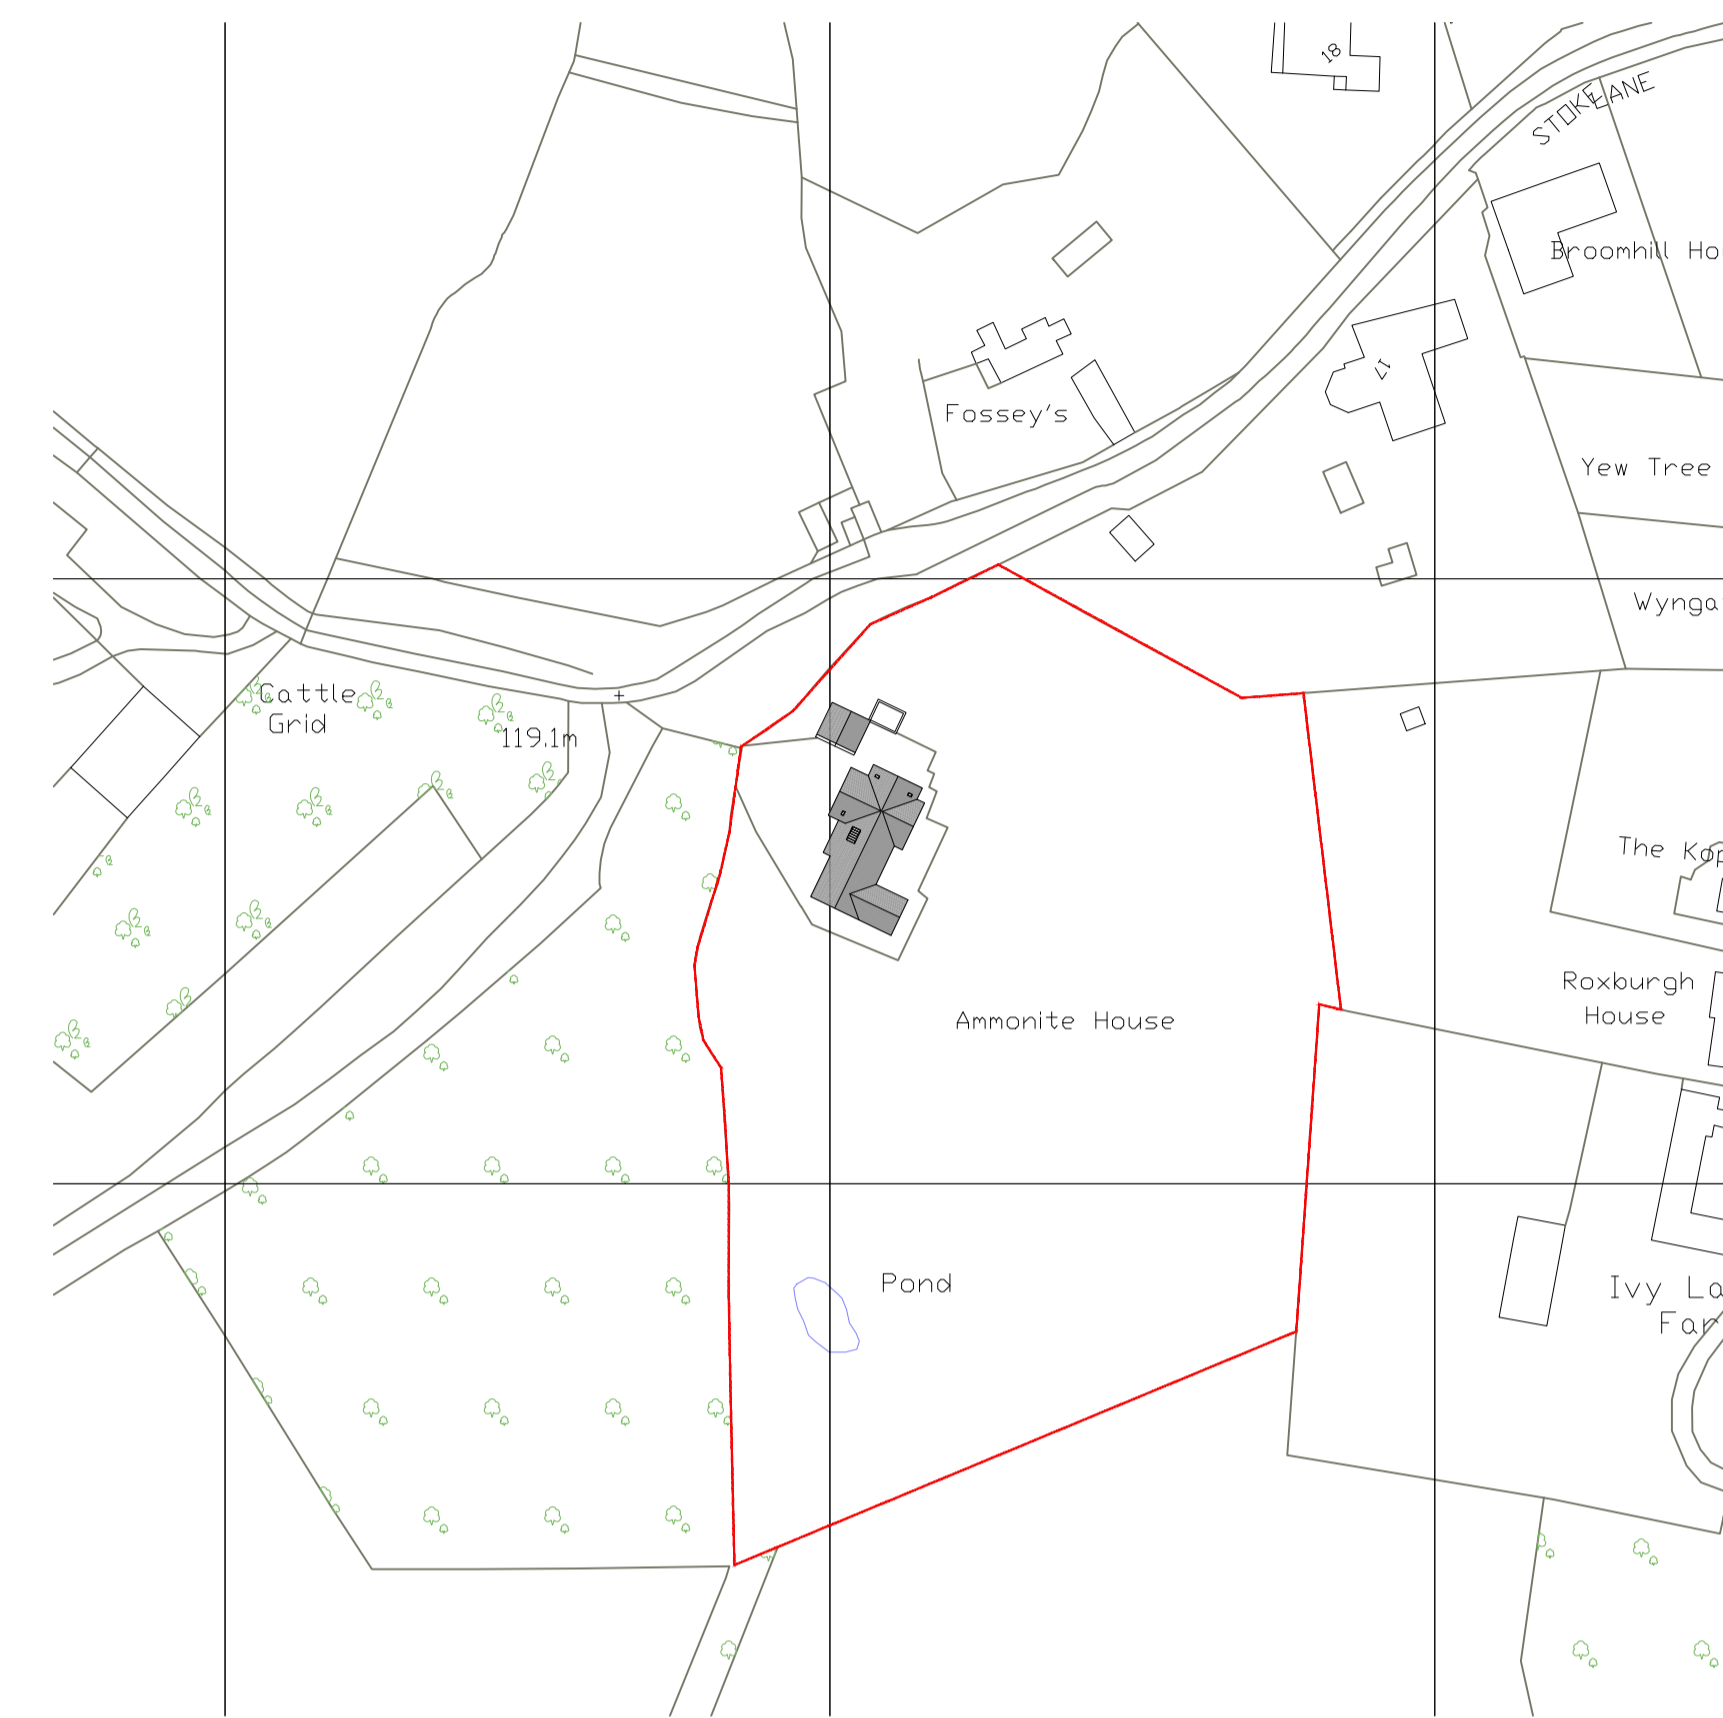 18
STOKE LANE
Broomhill Ho
17
Fossey's
Yew Tree
Wynga
Cattle
Grid
119.1m
The Kop
Roxburgh
House
Ammonite House
Pond
Ivy La
Far